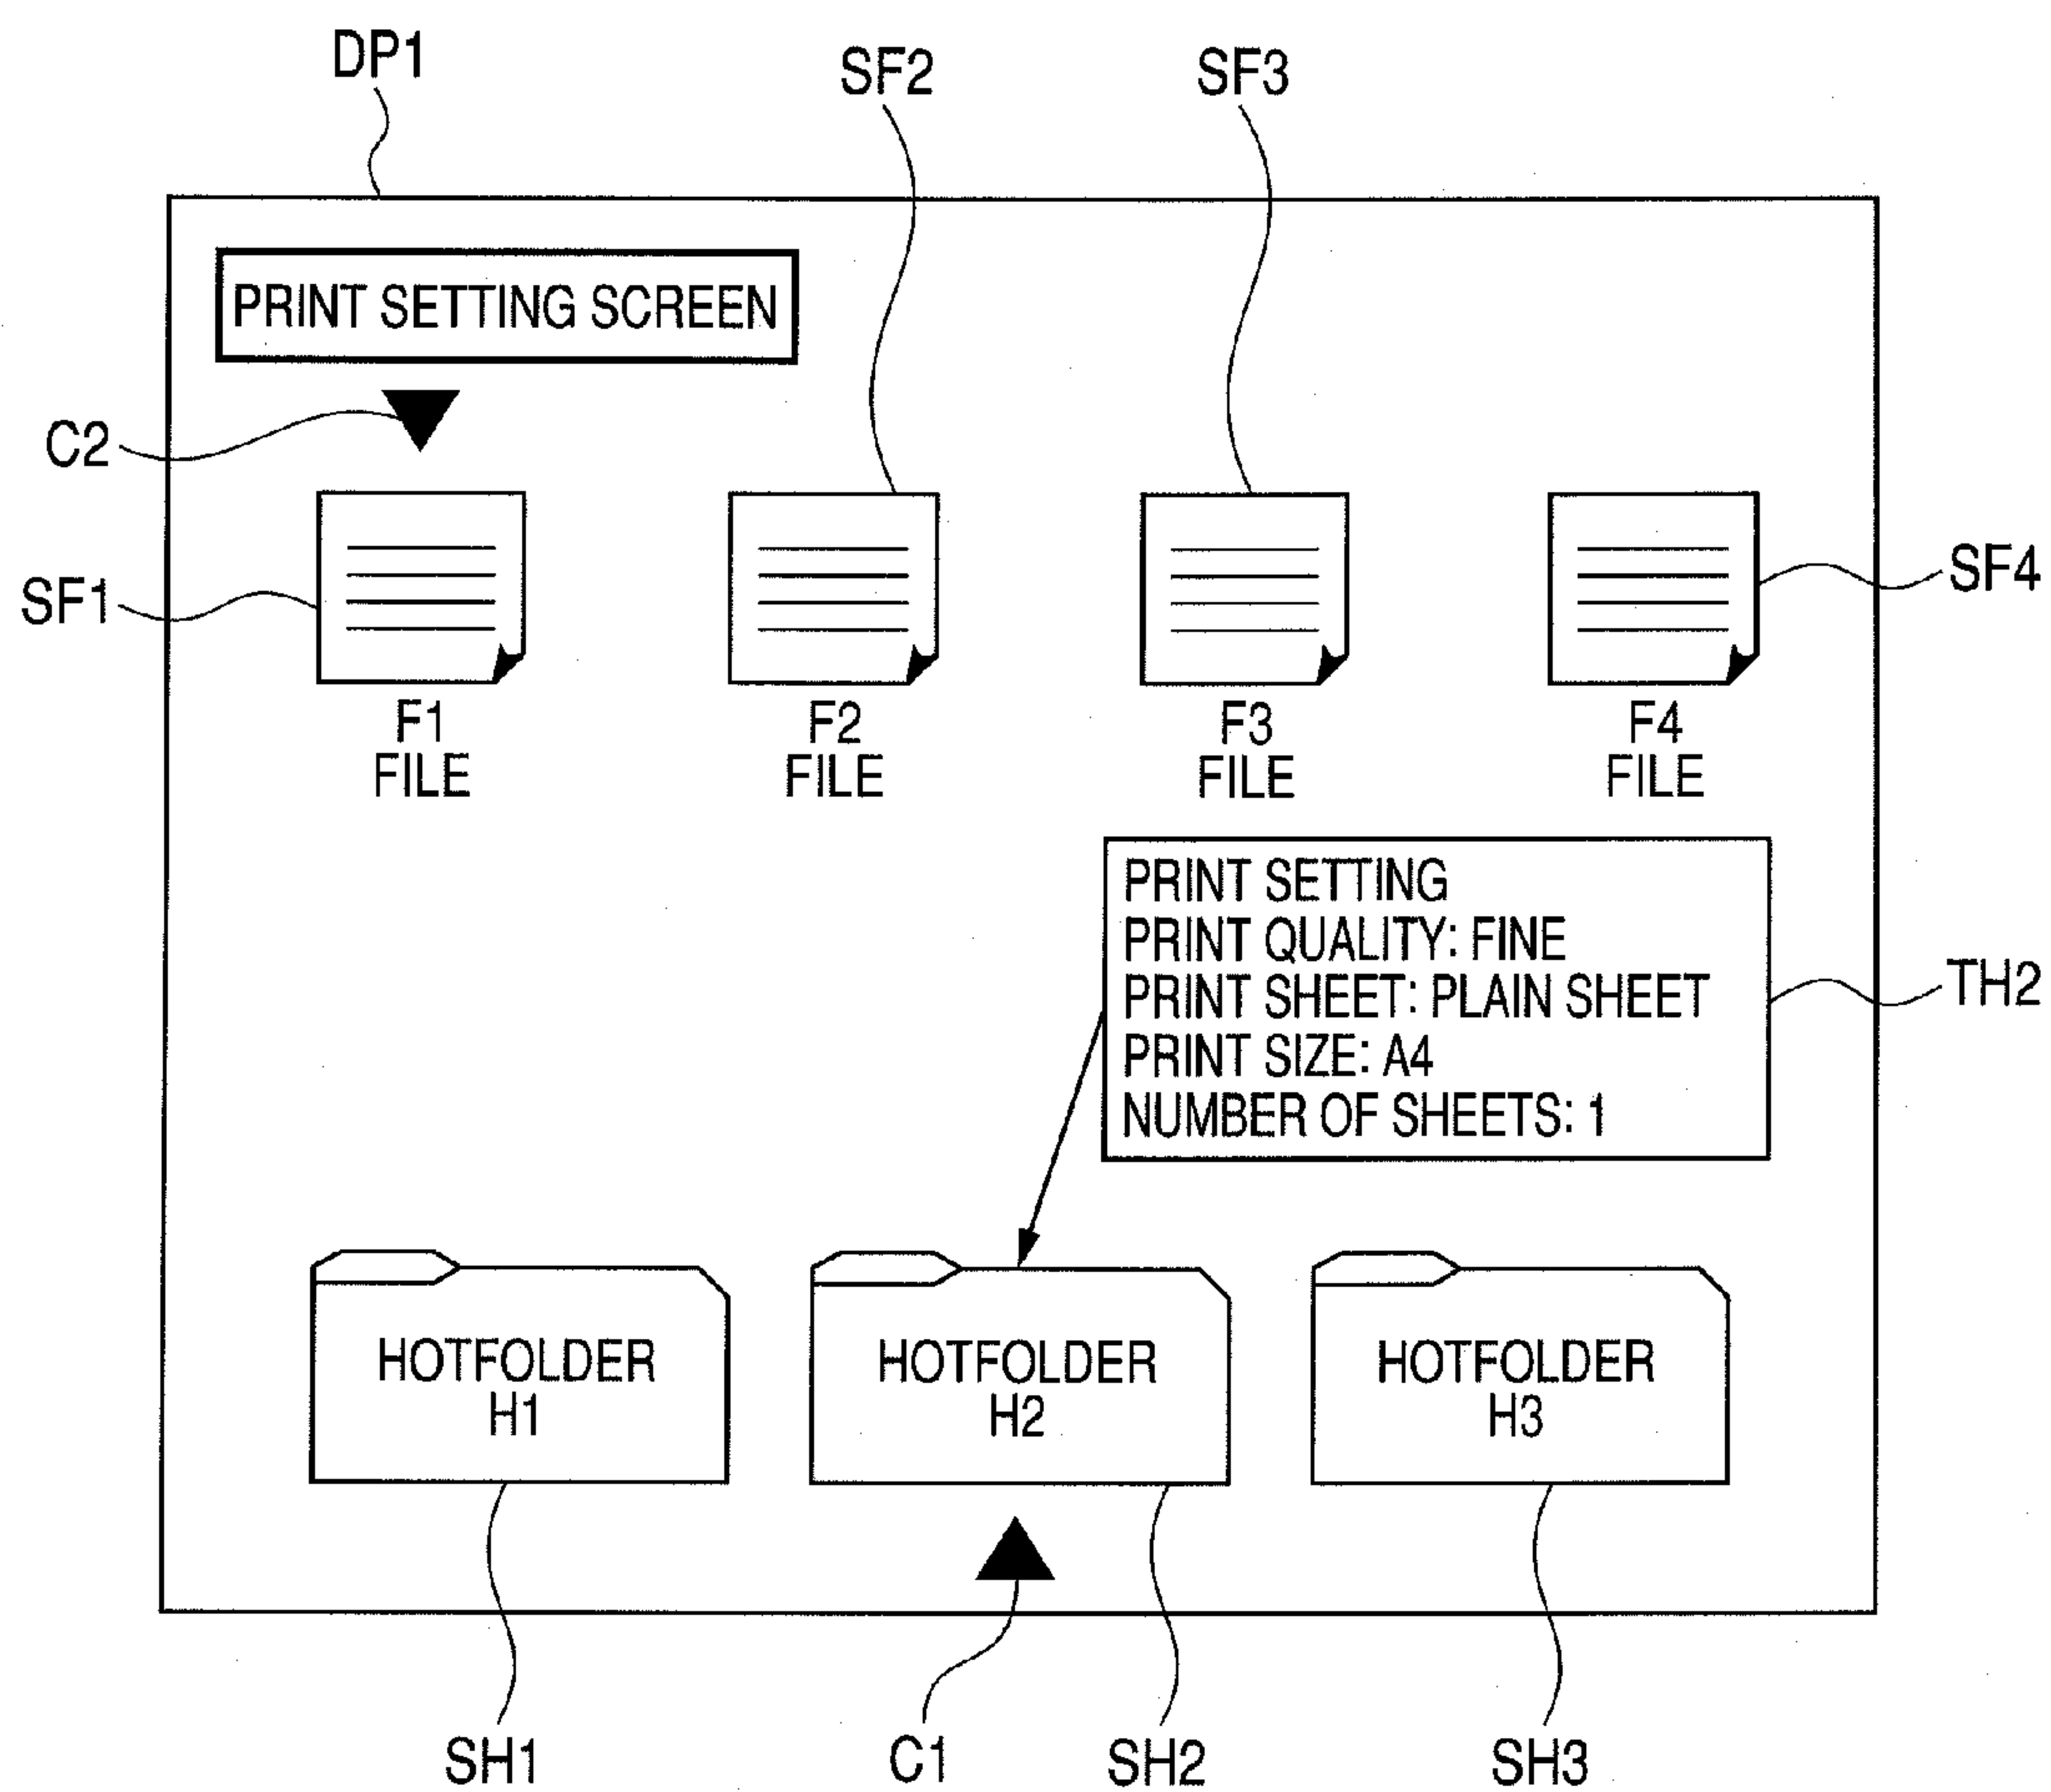 DP1
SF2
SF3
PRINT SETTING SCREEN
C2
SF1
SF4
F1
FILE
F2
FILE
F3
FILE
F4
FILE
PRINT SETTING
PRINT QUALITY: FINE
PRINT SHEET: PLAIN SHEET
PRINT SIZE: A4
NUMBER OF SHEETS: 1
TH2
HOTFOLDER
H1
HOTFOLDER
H2
HOTFOLDER
H3
SH1
C1
SH2
SH3